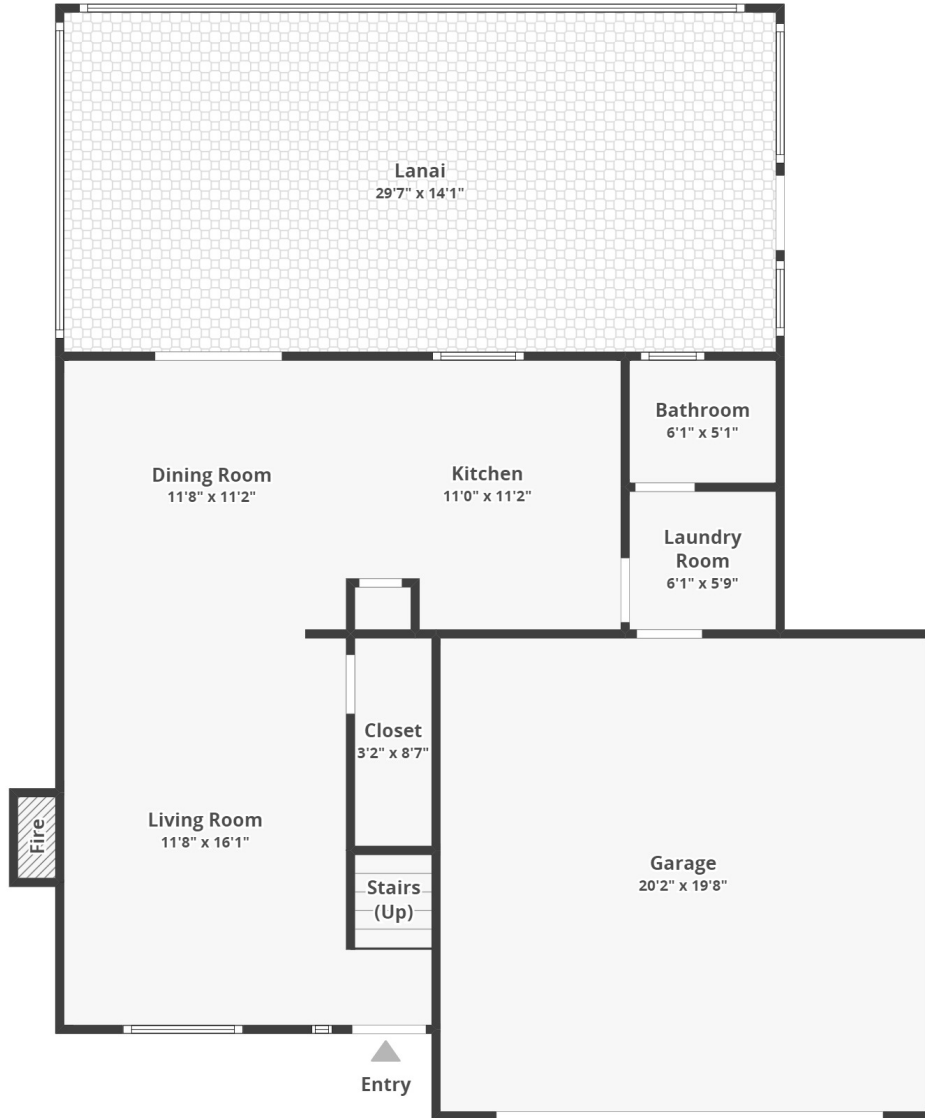 Lanai
29'7" x 14'1"
Bathroom
6'1" x 5'1"
Dining Room
11'8" x 11'2"
Kitchen
11'0" x 11'2"
Laundry
Room
6'1" x 5'9"
Closet
3'2" x 8'7"
Living Room
11'8" x 16'1"
Fire
Stairs
(Up)
Garage
20'2" x 19'8"
Entry